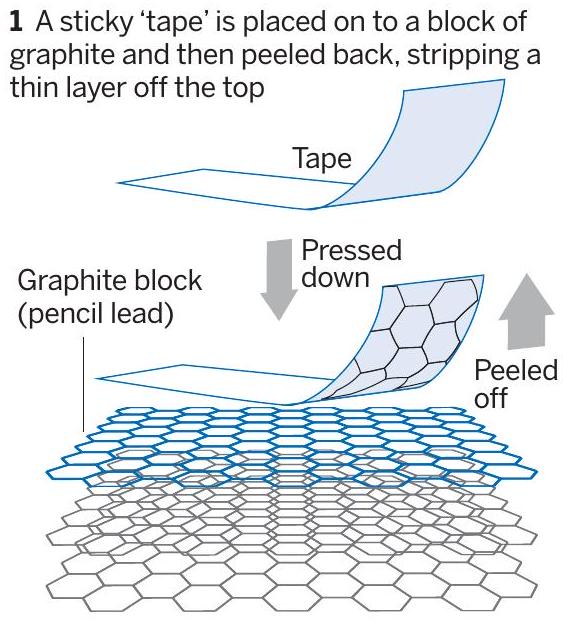 1 A sticky ‘tape’ is placed on to a block of
graphite and then peeled back, stripping a
thin layer off the top
Tape
Pressed
down
Graphite block
(pencil lead)
Peeled
off